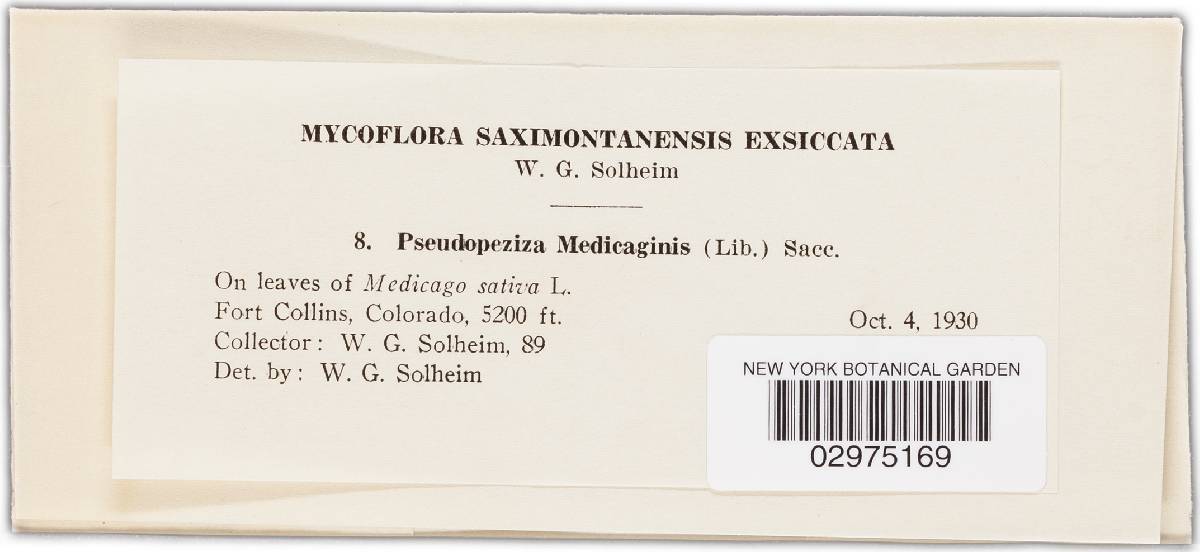 MYCOFLORA SAXIMONTANENSIS EXSICCATA
W. G. Solheim
8. Pseudopeziza Medicaginis (Lib.) Sacc.
On leaves of Medicago sativa L.
Fort Collins, Colorado, 5200 ft.
Oct. 4, 1930
Collector: W. G. Solheim, 89
Det. by: W. G. Solheim
NEW YORK BOTANICAL GARDEN
02975169